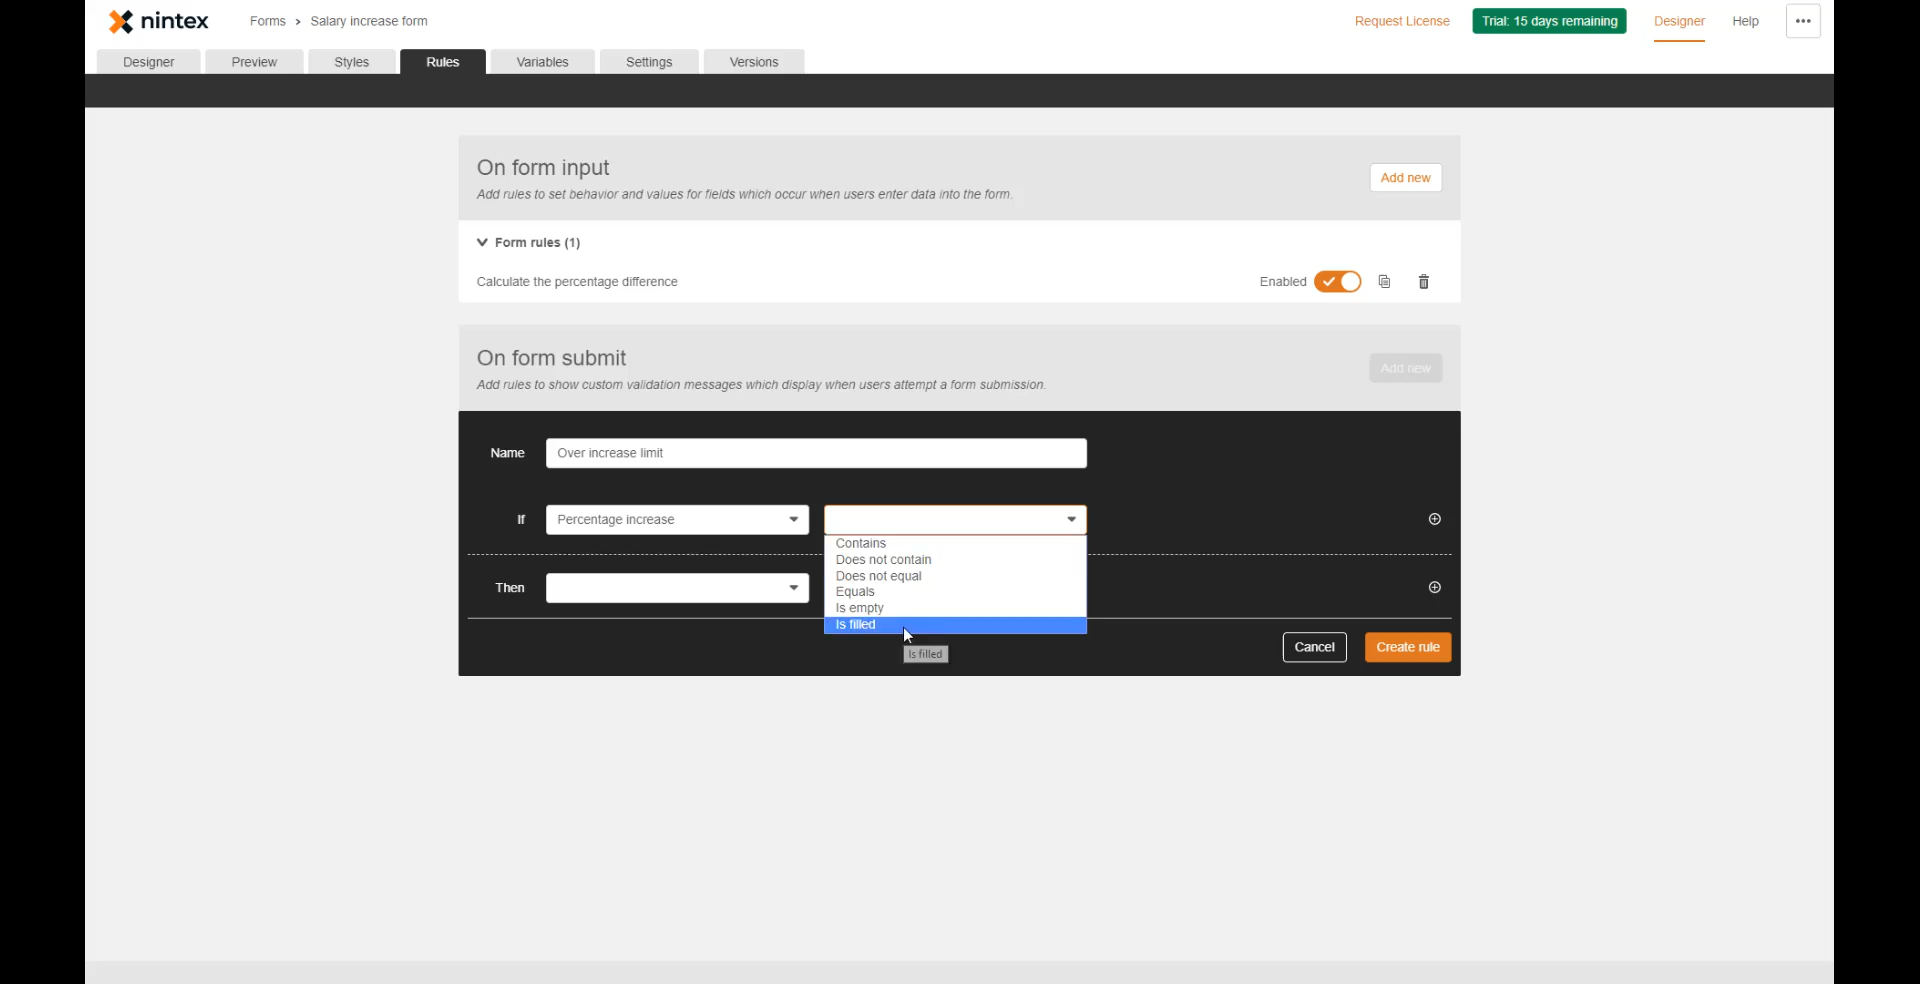 nintex
Forms > Salary increase form
Request License
Trial: 15 days remaining
Designer
Help
Designer
Preview
Styles
Rules
Variables
Settings
Versions
On form input
Add rules to set behavior and values for fields which occur when users enter data into the form.
Add new
Form rules (1)
Calculate the percentage difference
Enabled
On form submit
Add rules to show custom validation messages which display when users attempt a form submission.
Add new
Name
Over increase limit
If
Percentage increase
Contains
Does not contain
Does not equal
Equals
Is empty
Is filled
Then
Is filled
Cancel
Create rule